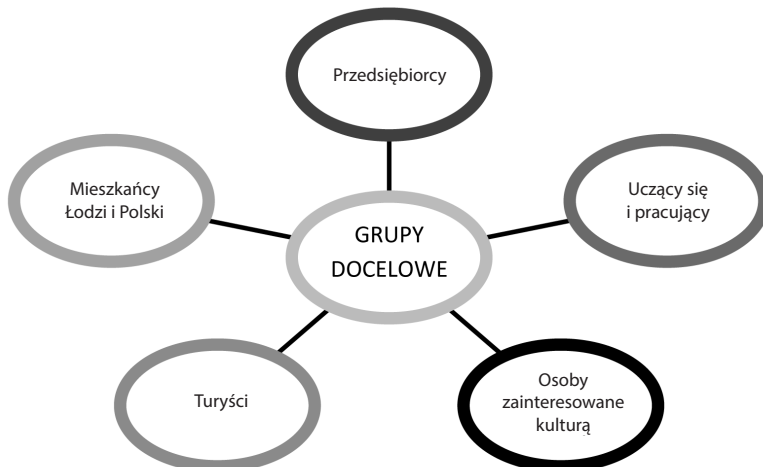 Przedsiębiorcy
Mieszkańcy
Łodzi i Polski
Uczący się
i pracujący
GRUPY
DOCELOWE
Turyści
Osoby
zainteresowane
kulturą